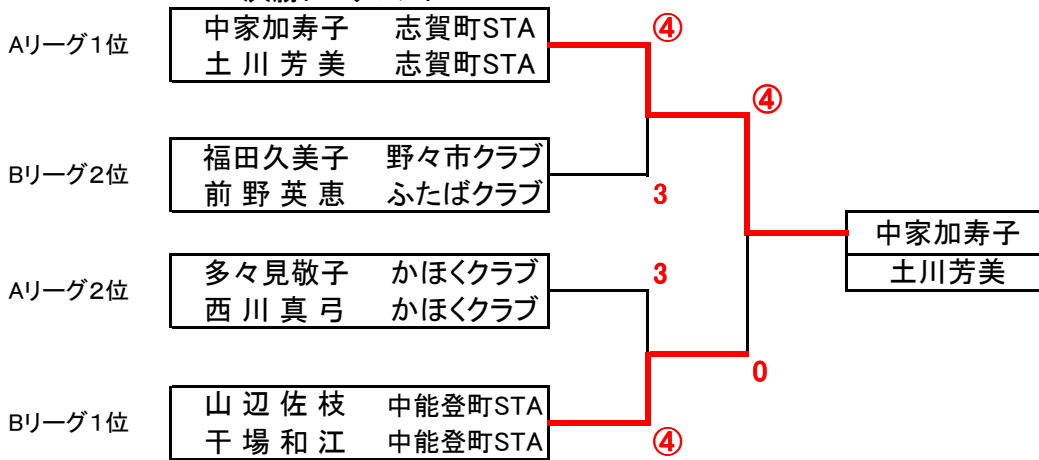 Aリーグ1位
中家加寿子 志賀町STA
土川芳美 志賀町STA
④
④
Bリーグ2位
福田久美子 野々市クラブ
前野英恵 ふたばクラブ
3
中家加寿子
土川芳美
Aリーグ2位
多々見敬子 かほくクラブ
西川真弓 かほくクラブ
3
0
Bリーグ1位
山辺佐枝 中能登町STA
干場和江 中能登町STA
④